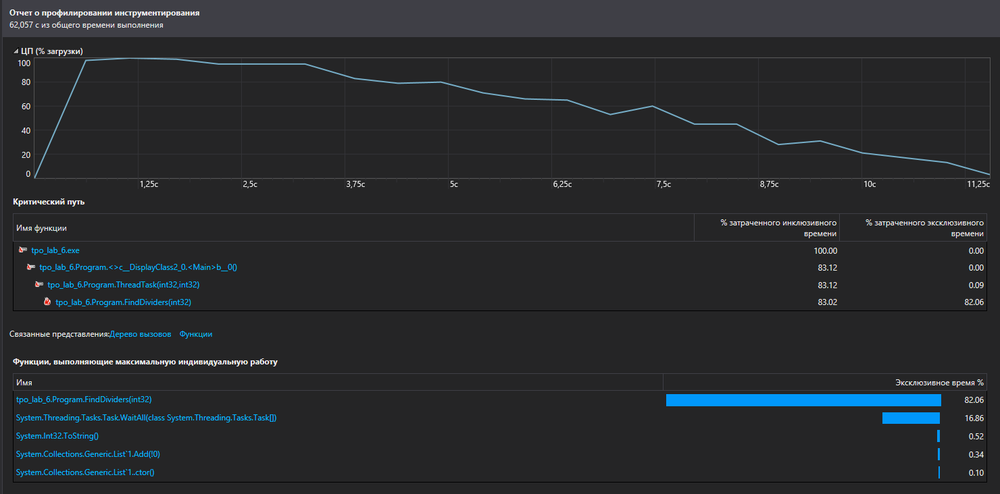 Отчет о профилировании инструментирования
62,057 с из общего времени выполнения
ЦП (% загрузки)
100
80
60
40
20
0
1,25с 2,5с 3,75с 5с 6,25с 7,5с 8,75с 10с 11,25с
Критический путь
Имя функции % затраченного инклюзивного времени % затраченного эксклюзивного времени
tpo_lab_6.exe 100.00 0.00
tpo_lab_6.Program.<>c__DisplayClass2_0.<Main>b__0() 83.12 0.00
tpo_lab_6.Program.ThreadTask(int32,int32) 83.12 0.09
tpo_lab_6.Program.FindDividers(int32) 83.02 82.06
Связанные представления:Дерево вызовов Функции
Функции, выполняющие максимальную индивидуальную работу
Имя Эксклюзивное время %
tpo_lab_6.Program.FindDividers(int32) 82.06
System.Threading.Tasks.Task.WaitAll(class System.Threading.Tasks.Task[]) 16.86
System.Int32.ToString() 0.52
System.Collections.Generic.List`1.Add(!0) 0.34
System.Collections.Generic.List`1..ctor() 0.10